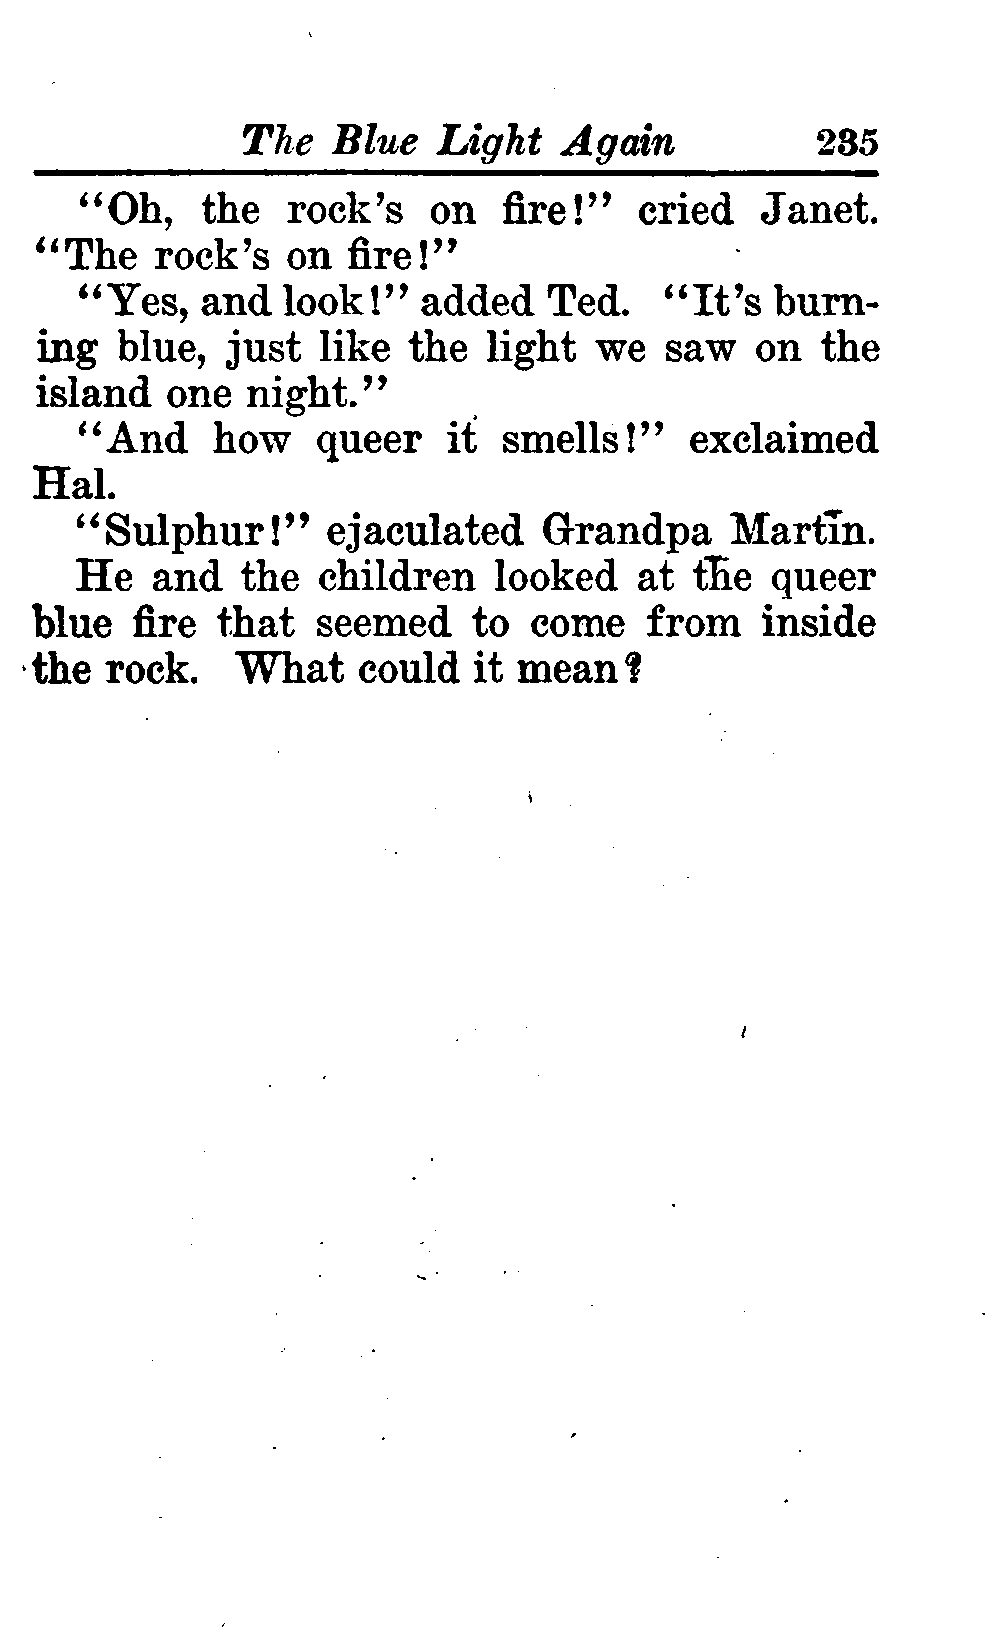 The Blue Light Again 235
"Oh, the rock's on fire!" cried Janet.
"The rock's on fire!"
"Yes, and look!" added Ted. "It's burn-
ing blue, just like the light we saw on the
island one night."
"And how queer it smells!" exclaimed
Hal.
"Sulphur!" ejaculated Grandpa Martin.
He and the children looked at the queer
blue fire that seemed to come from inside
the rock. What could it mean?